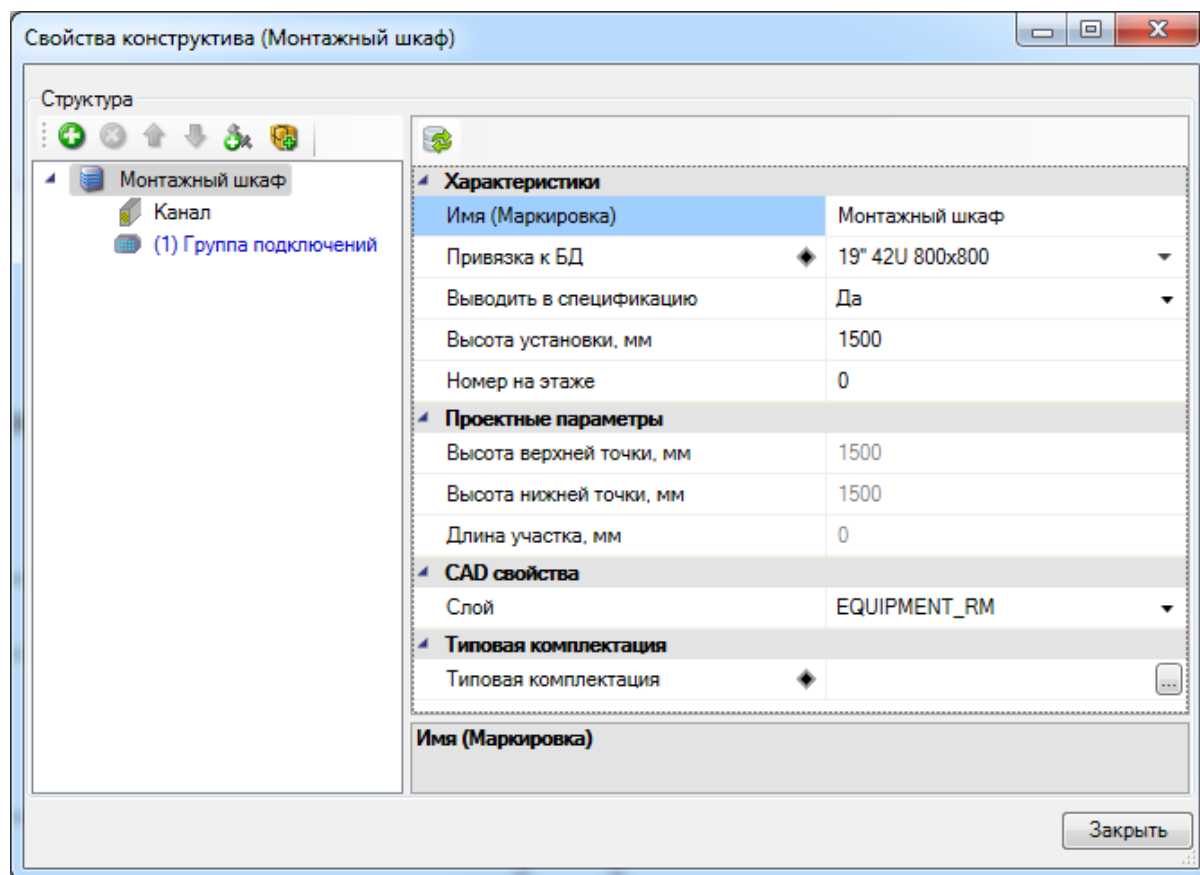 Свойства конструктива (Монтажный шкаф)
Структура
Монтажный шкаф
Канал
(1) Группа подключений
Характеристики
Имя (Маркировка) Монтажный шкаф
Привязка к БД 19" 42U 800x800
Выводить в спецификацию Да
Высота установки, мм 1500
Номер на этаже 0
Проектные параметры
Высота верхней точки, мм 1500
Высота нижней точки, мм 1500
Длина участка, мм 0
CAD свойства
Слой EQUIPMENT_RM
Типовая комплектация
Типовая комплектация ...
Имя (Маркировка)
Закрыть